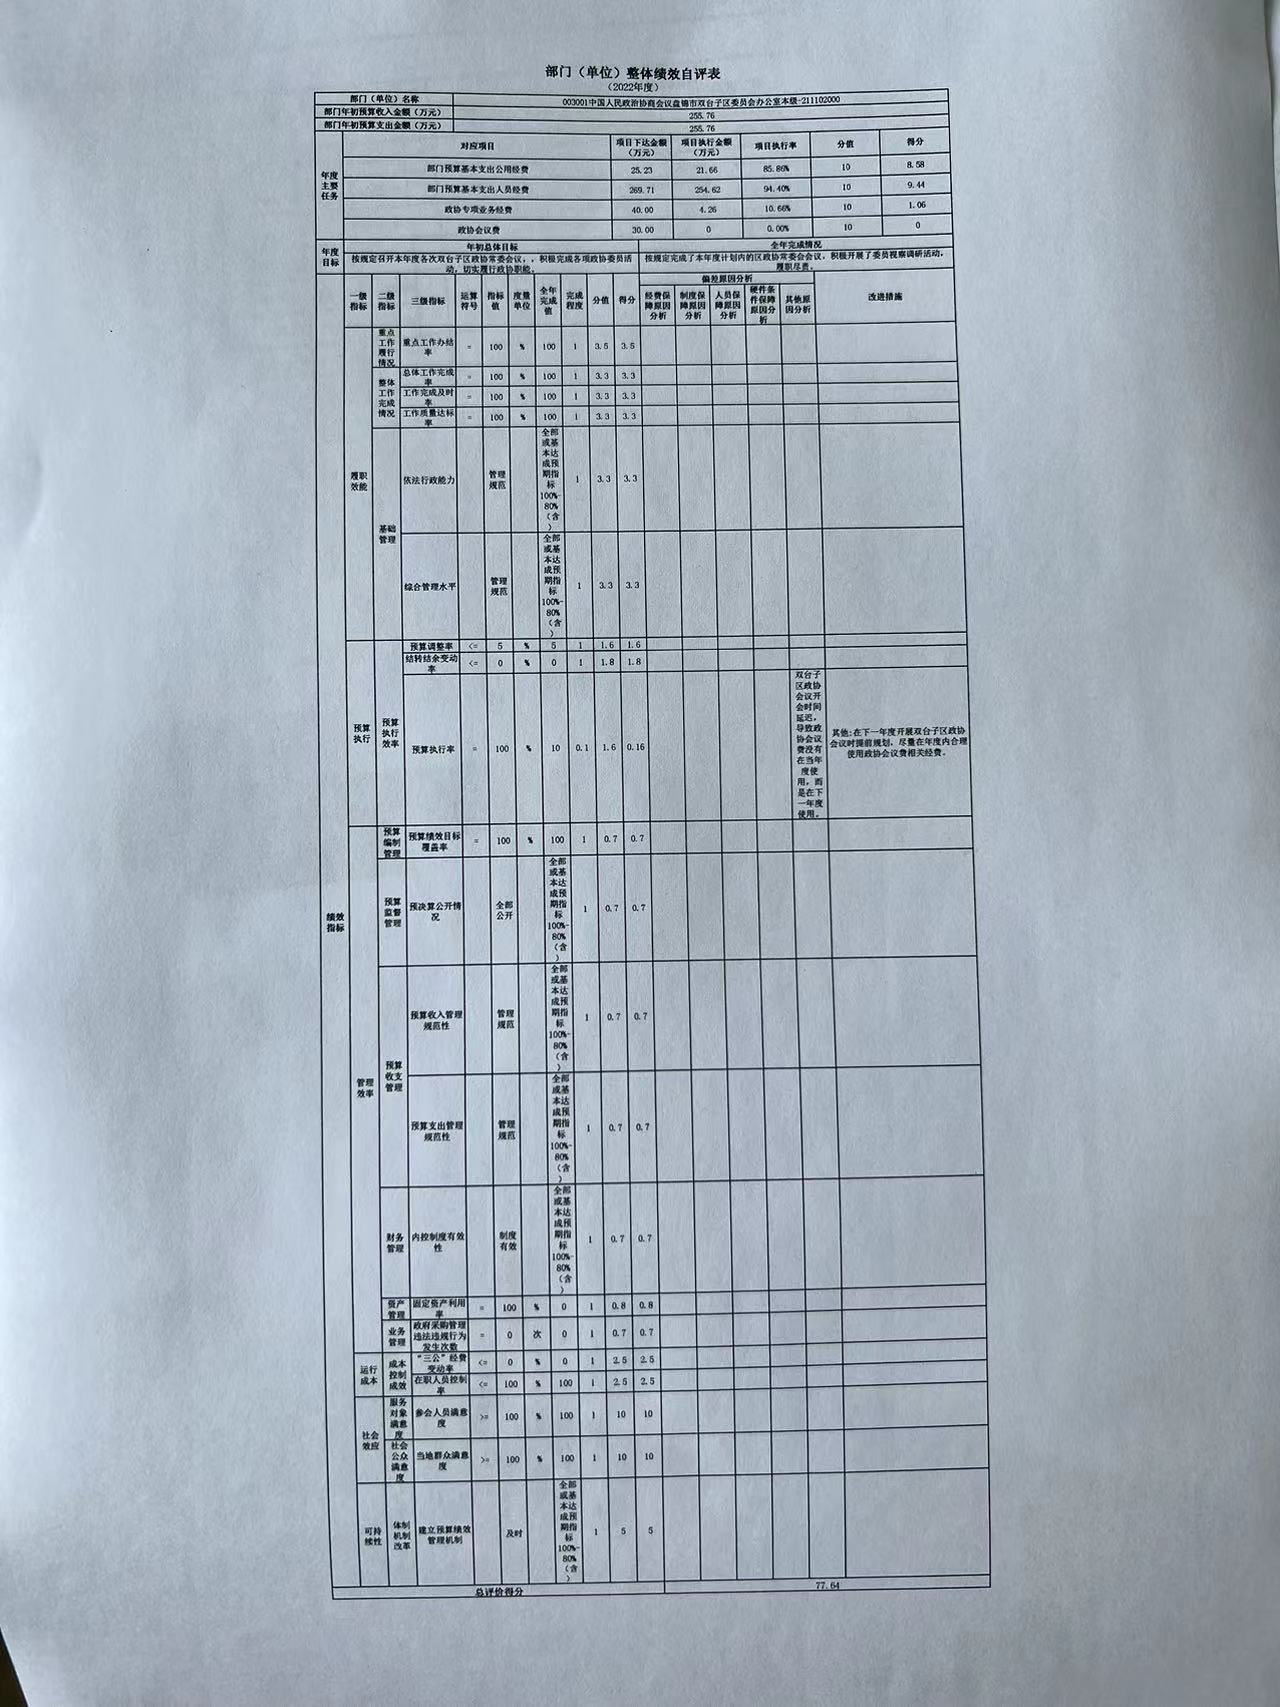 部门（单位）整体绩效自评表
（2022年度）
部门（单位）名称 003001中国人民政治协商会议盘锦市双台子区委员会办公室本级-211102000
部门年初预算收入金额（万元） 255.76
部门年初预算支出金额（万元） 255.76
年度主要任务 对应项目 项目下达金额（万元） 项目执行金额（万元） 项目执行率 分值 得分
部门预算基本支出公用经费 25.23 21.66 85.86% 10 8.58
部门预算基本支出人员经费 269.71 254.62 94.40% 10 9.44
政协专项业务经费 40.00 4.26 10.66% 10 1.06
政协会议费 30.00 0 0.00% 10 0
年度目标 年初总体目标 全年完成情况
按规定召开本年度各次双台子区政协常委会议，，积极完成各项政协委员活动，切实履行政协职能。 按规定完成了本年度计划内的区政协常委会会议，积极开展了委员视察调研活动，履职尽责。
绩效指标 一级指标 二级指标 三级指标 运算符号 指标值 度量单位 全年完成值 完成程度 分值 得分 偏差原因分析 改进措施
经费保障原因分析 制度保障原因分析 人员保障原因分析 硬件条件保障原因分析 其他原因分析
履职效能 重点工作履行情况 重点工作办结率 = 100 % 100 1 3.5 3.5
整体工作完成情况 总体工作完成率 = 100 % 100 1 3.3 3.3
工作完成及时率 = 100 % 100 1 3.3 3.3
工作质量达标率 = 100 % 100 1 3.3 3.3
基础管理 依法行政能力 管理规范 全部或基本达成预期指标100%-80%（含） 1 3.3 3.3
综合管理水平 管理规范 全部或基本达成预期指标100%-80%（含） 1 3.3 3.3
预算执行 预算执行效率 预算调整率 <= 5 % 5 1 1.6 1.6
结转结余变动率 <= 0 % 0 1 1.8 1.8
预算执行率 = 100 % 10 0.1 1.6 0.16 双台子区政协会议开会时间延迟，导致政协会议费没有在当年度使用，而是在下一年度使用。 其他:在下一年度开展双台子区政协会议时提前规划，尽量在年度内合理使用政协会议费相关经费。
管理效率 预算编制管理 预算绩效目标覆盖率 = 100 % 100 1 0.7 0.7
预算监督管理 预决算公开情况 全部公开 全部或基本达成预期指标100%-80%（含） 1 0.7 0.7
预算收支管理 预算收入管理规范性 管理规范 全部或基本达成预期指标100%-80%（含） 1 0.7 0.7
预算支出管理规范性 管理规范 全部或基本达成预期指标100%-80%（含） 1 0.7 0.7
财务管理 内控制度有效性 制度有效 全部或基本达成预期指标100%-80%（含） 1 0.7 0.7
资产管理 固定资产利用率 = 100 % 0 1 0.8 0.8
业务管理 政府采购管理违法违规行为发生次数 = 0 次 0 1 0.7 0.7
运行成本 成本控制成效 “三公”经费变动率 <= 0 % 0 1 2.5 2.5
在职人员控制率 <= 100 % 100 1 2.5 2.5
社会效应 服务对象满意度 参会人员满意度 >= 100 % 100 1 10 10
社会公众满意度 当地群众满意度 >= 100 % 100 1 10 10
可持续性 体制机制改革 建立预算绩效管理机制 及时 全部或基本达成预期指标100%-80%（含） 1 5 5
总评价得分 77.64